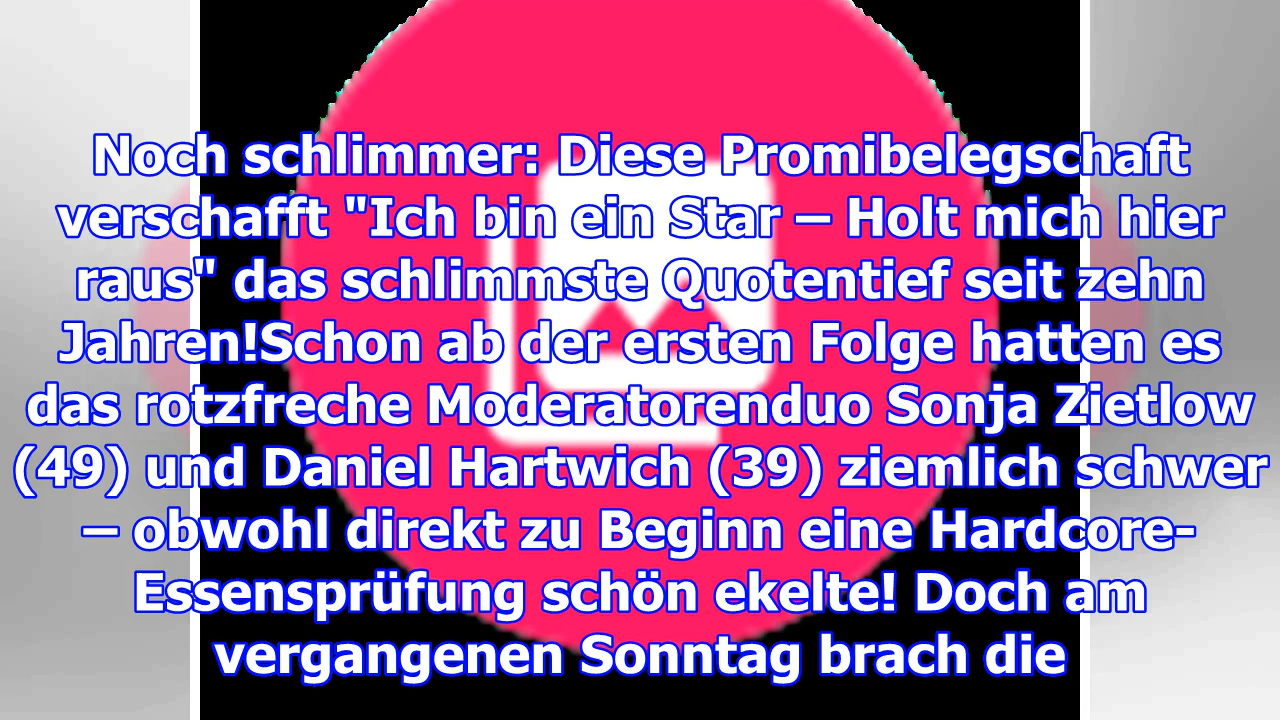 Noch schlimmer: Diese Promibelegschaft
verschafft "Ich bin ein Star – Holt mich hier
raus" das schlimmste Quotentief seit zehn
Jahren!Schon ab der ersten Folge hatten es
das rotzfreche Moderatorenduo Sonja Zietlow
(49) und Daniel Hartwich (39) ziemlich schwer
– obwohl direkt zu Beginn eine Hardcore-
Essensprüfung schön ekelte! Doch am
vergangenen Sonntag brach die